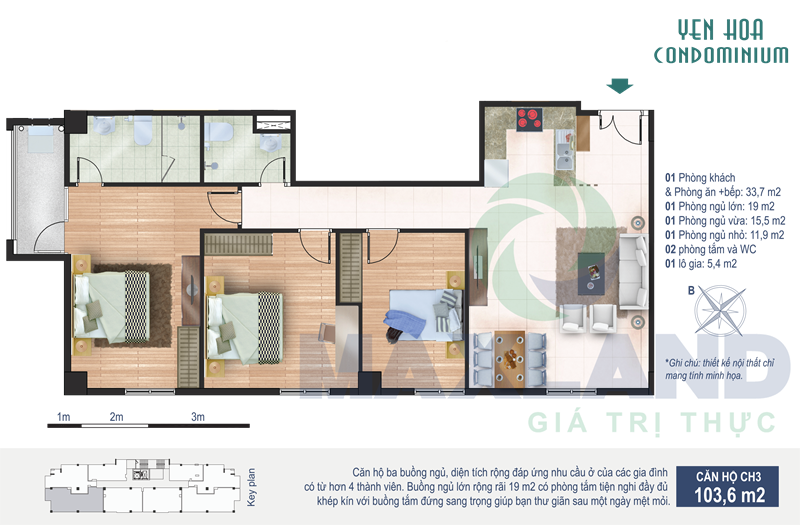 YEN HOA
CONDOMINIUM
01 Phòng khách
& Phòng ăn +bếp: 33,7 m2
01 Phòng ngủ lớn: 19 m2
01 Phòng ngủ vừa: 15,5 m2
01 Phòng ngủ nhỏ: 11,9 m2
02 phòng tắm và WC
01 lô gia: 5,4 m2
B
*Ghi chú: thiết kế nội thất chỉ
mang tính minh họa.
MAXLAND
GIÁ TRỊ THỰC
1m 2m 3m
Key plan
Căn hộ ba buồng ngủ, diện tích rộng đáp ứng nhu cầu ở của các gia đình
có từ hơn 4 thành viên. Buồng ngủ lớn rộng rãi 19 m2 có phòng tắm tiện nghi đầy đủ
khép kín với buồng tắm đứng sang trọng giúp bạn thư giãn sau một ngày mệt mỏi.
CĂN HỘ CH3
103,6 m2